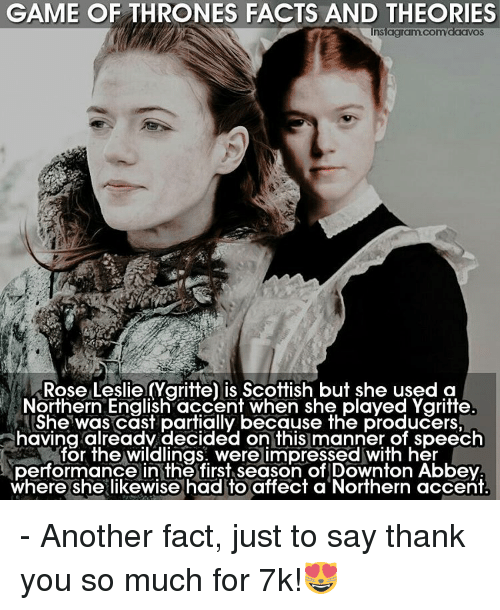 GAME OF THRONES FACTS AND THEORIES
Instagram.com/daavos
Rose Leslie (Ygritte) is Scottish but she used a
Northern English accent when she played Ygritte.
She was cast partially because the producers,
having already decided on this manner of speech
for the wildlings, were impressed with her
performance in the first season of Downton Abbey,
where she likewise had to affect a Northern accent.
- Another fact, just to say thank
you so much for 7k!😻